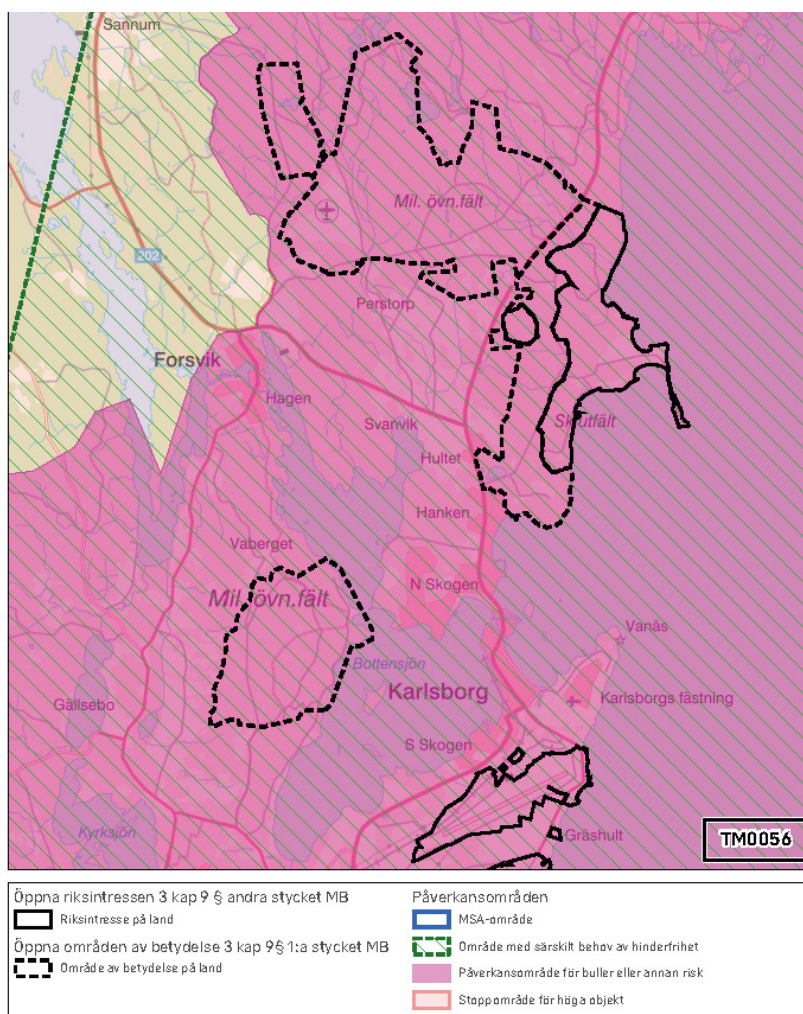 Sannum
Mil. övn.fält
202
Perstorp
Forsvik
Hagen
Svanvik
Skjutfält
Hultet
Hanken
Vaberget
N Skogen
Mil. övn.fält
Vanäs
Bottensjön
Karlsborg
Karlsborgs fästning
Gällsebo
S Skogen
Kyrksjön
Gräshult
TM0056
Öppna riksintressen 3 kap 9 § andra stycket MB
Riksintresse på land
Öppna områden av betydelse 3 kap 9§ 1:a stycket MB
Område av betydelse på land
Påverkansområden
MSA-område
Område med särskilt behov av hinderfrihet
Påverkansområde för buller eller annan risk
Stoppområde för höga objekt